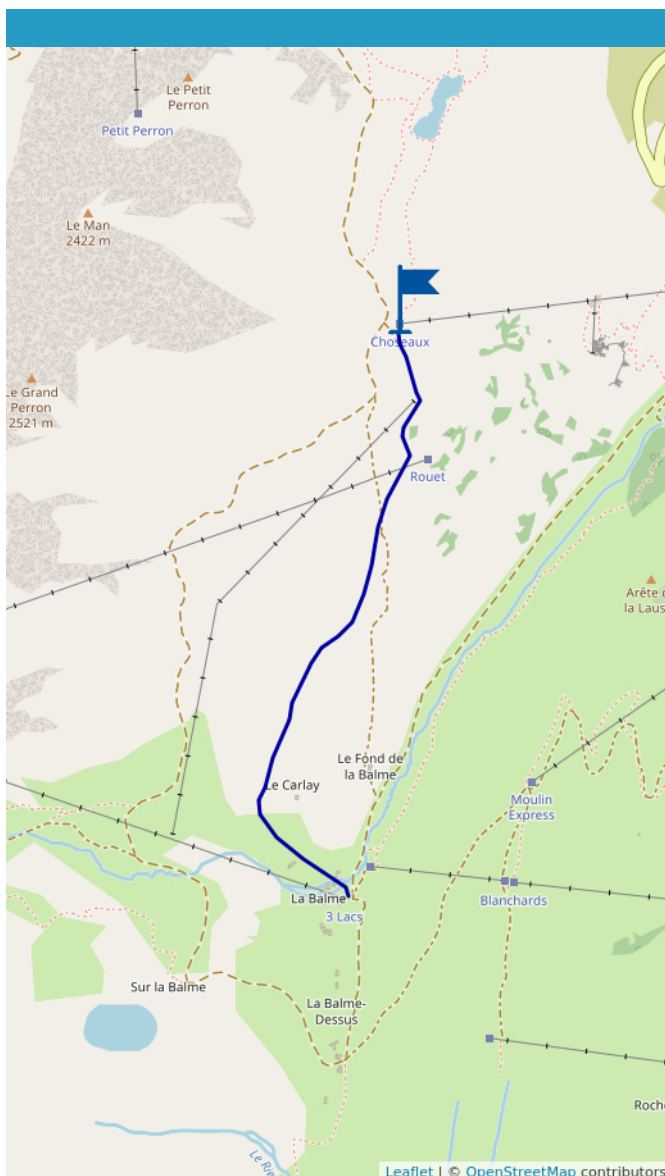 Le Petit
Perron
Petit Perron
Le Man
2422 m
Choseaux
Le Grand
Perron
2521 m
Rouet
Arête d
la Laus
Le Fond de
la Balme
Le Carlay
Moulin
Express
La Balme
3 Lacs
Blanchards
Sur la Balme
La Balme-
Dessus
Roche
Le Rie
Leaflet | © OpenStreetMap contributors